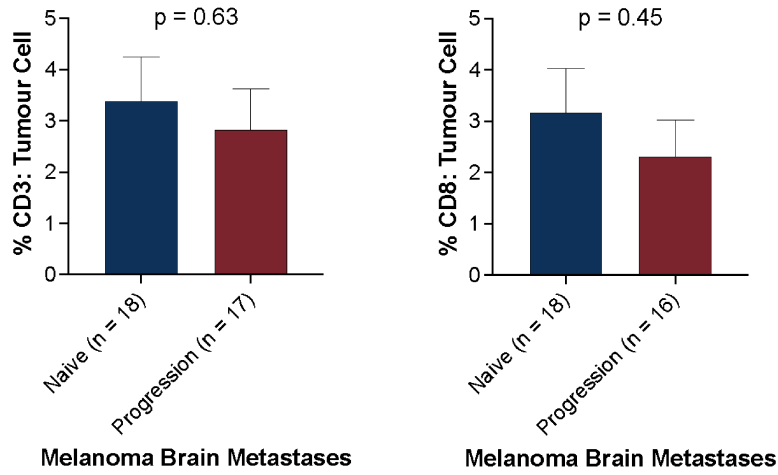 p = 0.63
% CD3: Tumour Cell
5
4
3
2
1
0
Naive (n = 18)
Progression (n = 17)
Melanoma Brain Metastases
p = 0.45
% CD8: Tumour Cell
5
4
3
2
1
0
Naive (n = 18)
Progression (n = 16)
Melanoma Brain Metastases